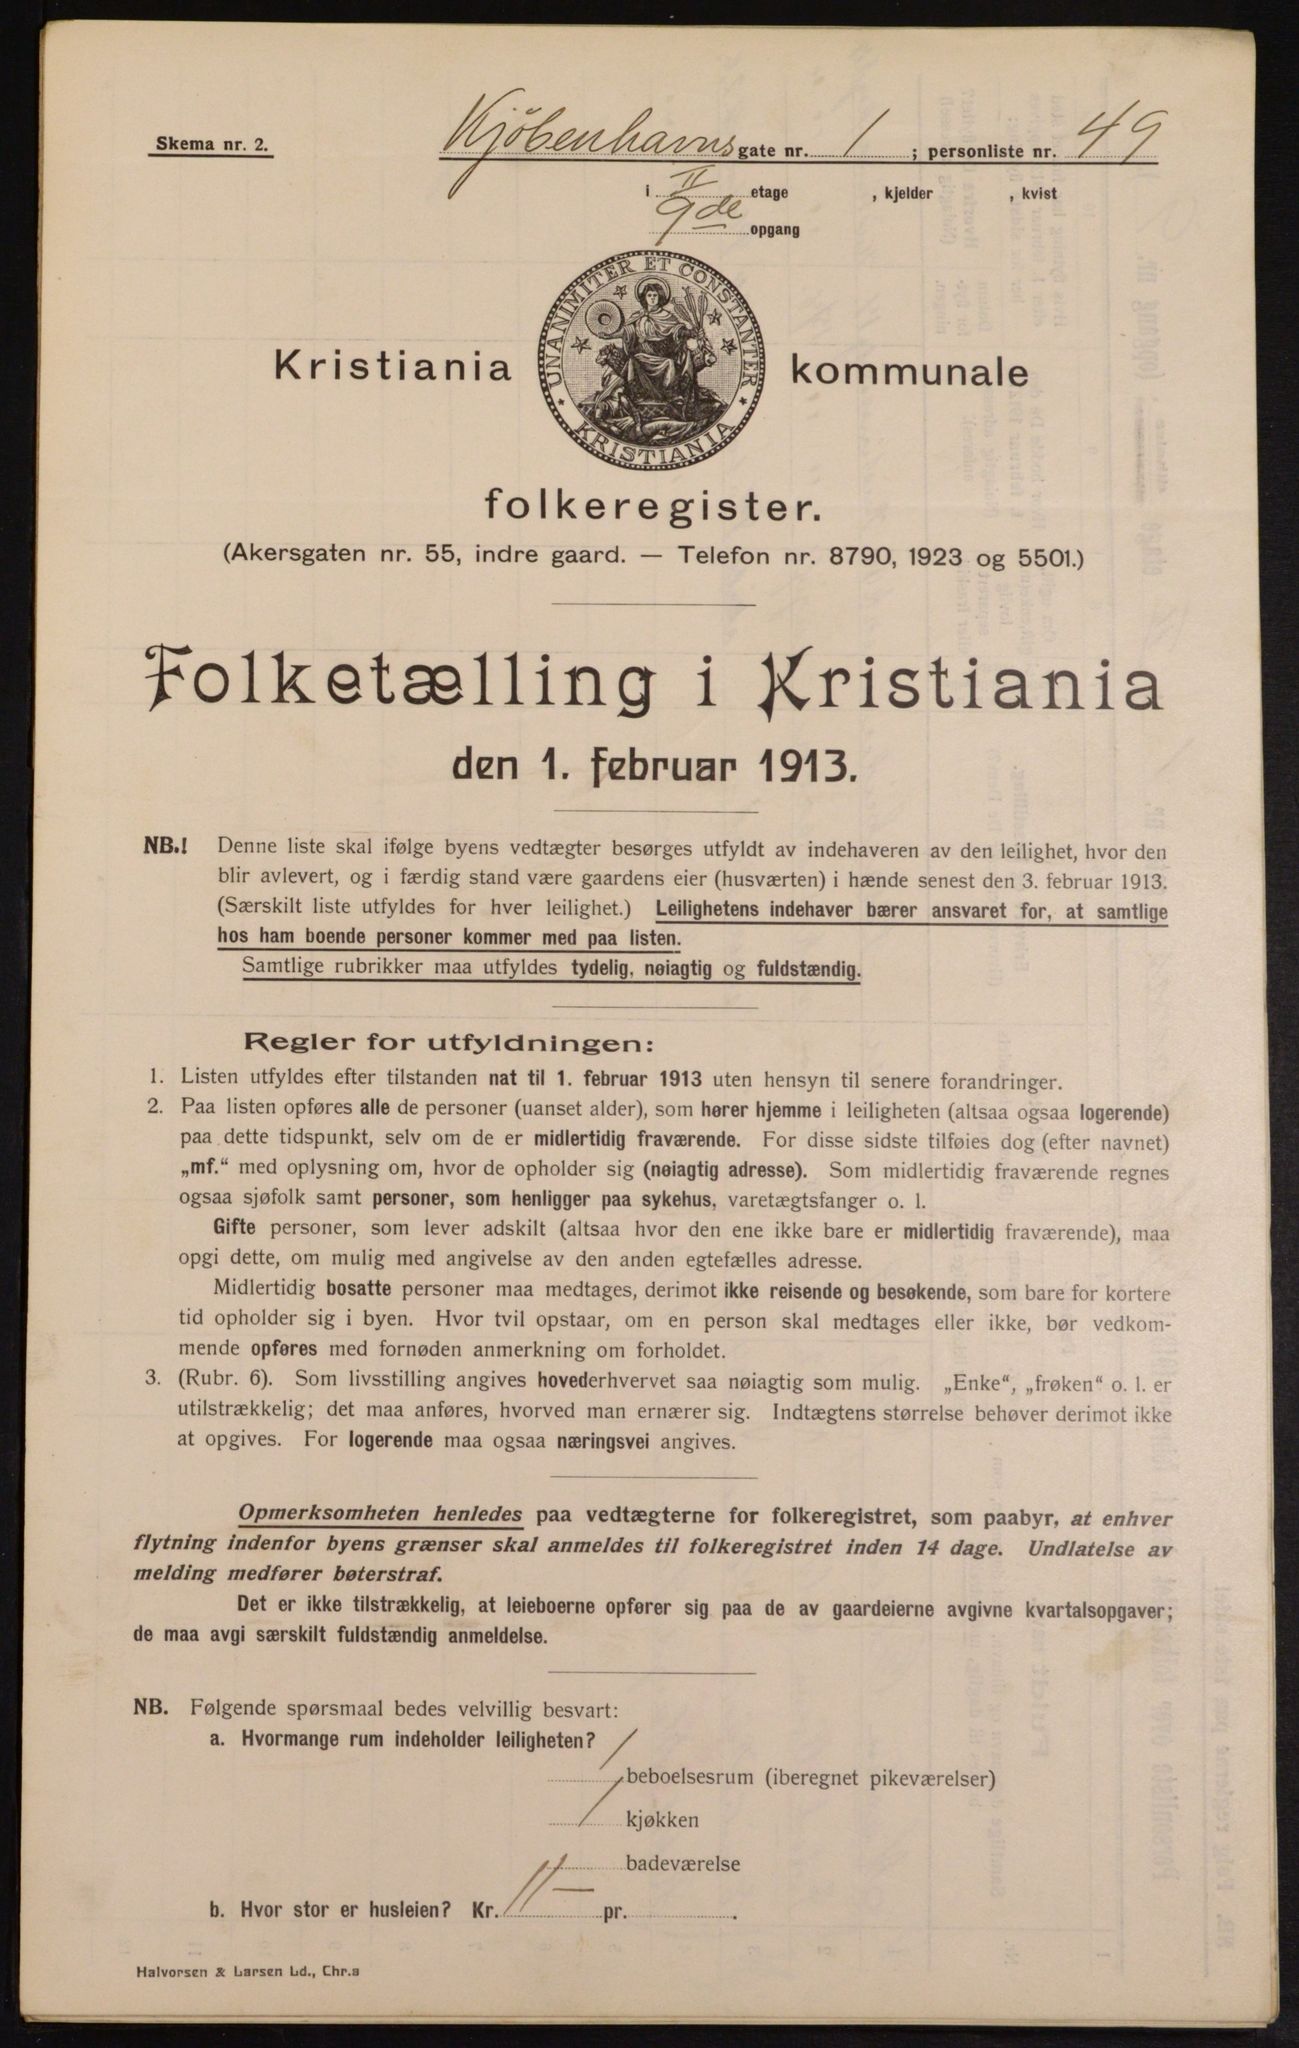 Skema nr. 2.
Kjöbenhavnsgate nr. 1; personliste nr. 49
i II etage , kjelder , kvist
9de opgang
UNANIMITER ET CONSTANTER
KRISTIANIA
Kristiania kommunale
folkeregister.
(Akersgaten nr. 55, indre gaard. — Telefon nr. 8790, 1923 og 5501.)
Folketælling i Kristiania
den 1. februar 1913.
NB.! Denne liste skal ifølge byens vedtægter besørges utfyldt av indehaveren av den leilighet, hvor den
blir avlevert, og i færdig stand være gaardens eier (husværten) i hænde senest den 3. februar 1913.
(Særskilt liste utfyldes for hver leilighet.) Leilighetens indehaver bærer ansvaret for, at samtlige
hos ham boende personer kommer med paa listen.
Samtlige rubrikker maa utfyldes tydelig, nøiagtig og fuldstændig.
Regler for utfyldningen:
1. Listen utfyldes efter tilstanden nat til 1. februar 1913 uten hensyn til senere forandringer.
2. Paa listen opføres alle de personer (uanset alder), som hører hjemme i leiligheten (altsaa ogsaa logerende)
paa dette tidspunkt, selv om de er midlertidig fraværende. For disse sidste tilføies dog (efter navnet)
„mf.“ med oplysning om, hvor de opholder sig (nøiagtig adresse). Som midlertidig fraværende regnes
ogsaa sjøfolk samt personer, som henligger paa sykehus, varetægtsfanger o. l.
Gifte personer, som lever adskilt (altsaa hvor den ene ikke bare er midlertidig fraværende), maa
opgi dette, om mulig med angivelse av den anden egtefælles adresse.
Midlertidig bosatte personer maa medtages, derimot ikke reisende og besøkende, som bare for kortere
tid opholder sig i byen. Hvor tvil opstaar, om en person skal medtages eller ikke, bør vedkom-
mende opføres med fornøden anmerkning om forholdet.
3. (Rubr. 6). Som livsstilling angives hovederhvervet saa nøiagtig som mulig. „Enke“, „frøken“ o. l. er
utilstrækkelig; det maa anføres, hvorved man ernærer sig. Indtægtens størrelse behøver derimot ikke
at opgives. For logerende maa ogsaa næringsvei angives.
Opmerksomheten henledes paa vedtægterne for folkeregistret, som paabyr, at enhver
flytning indenfor byens grænser skal anmeldes til folkeregistret inden 14 dage. Undlatelse av
melding medfører bøterstraf.
Det er ikke tilstrækkelig, at leieboerne opfører sig paa de av gaardeierne avgivne kvartalsopgaver;
de maa avgi særskilt fuldstændig anmeldelse.
NB. Følgende spørsmaal bedes velvillig besvart:
a. Hvormange rum indeholder leiligheten?
1 beboelsesrum (iberegnet pikeværelser)
1 kjøkken
badeværelse
b. Hvor stor er husleien? Kr. 11— pr. .
Halvorsen & Larsen Ld., Chr.a